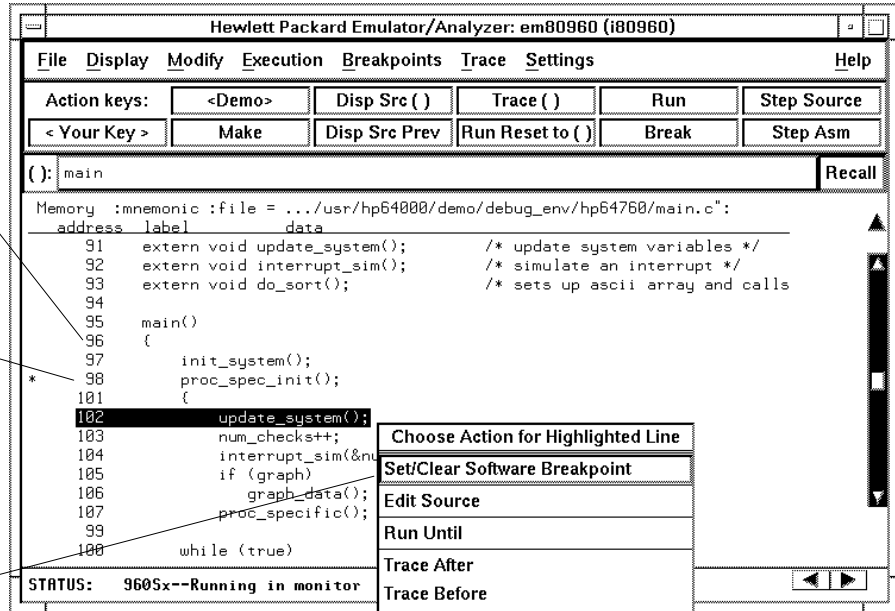 Hewlett Packard Emulator/Analyzer: em80960 (i80960)
File Display Modify Execution Breakpoints Trace Settings Help
Action keys: <Demo> Disp Src ( ) Trace ( ) Run Step Source
< Your Key > Make Disp Src Prev Run Reset to ( ) Break Step Asm
( ): main Recall
Memory :mnemonic :file = .../usr/hp64000/demo/debug_env/hp64760/main.c":
address label data
91 extern void update_system(); /* update system variables */
92 extern void interrupt_sim(); /* simulate an interrupt */
93 extern void do_sort(); /* sets up ascii array and calls
94
95 main()
96 {
97 init_system();
* 98 proc_spec_init();
101 {
102 update_system();
103 num_checks++;
104 interrupt_sim(&nu
105 if (graph)
106 graph_data();
107 proc_specific();
99
100 while (true)
Choose Action for Highlighted Line
Set/Clear Software Breakpoint
Edit Source
Run Until
Trace After
Trace Before
STATUS: 960Sx--Running in monitor